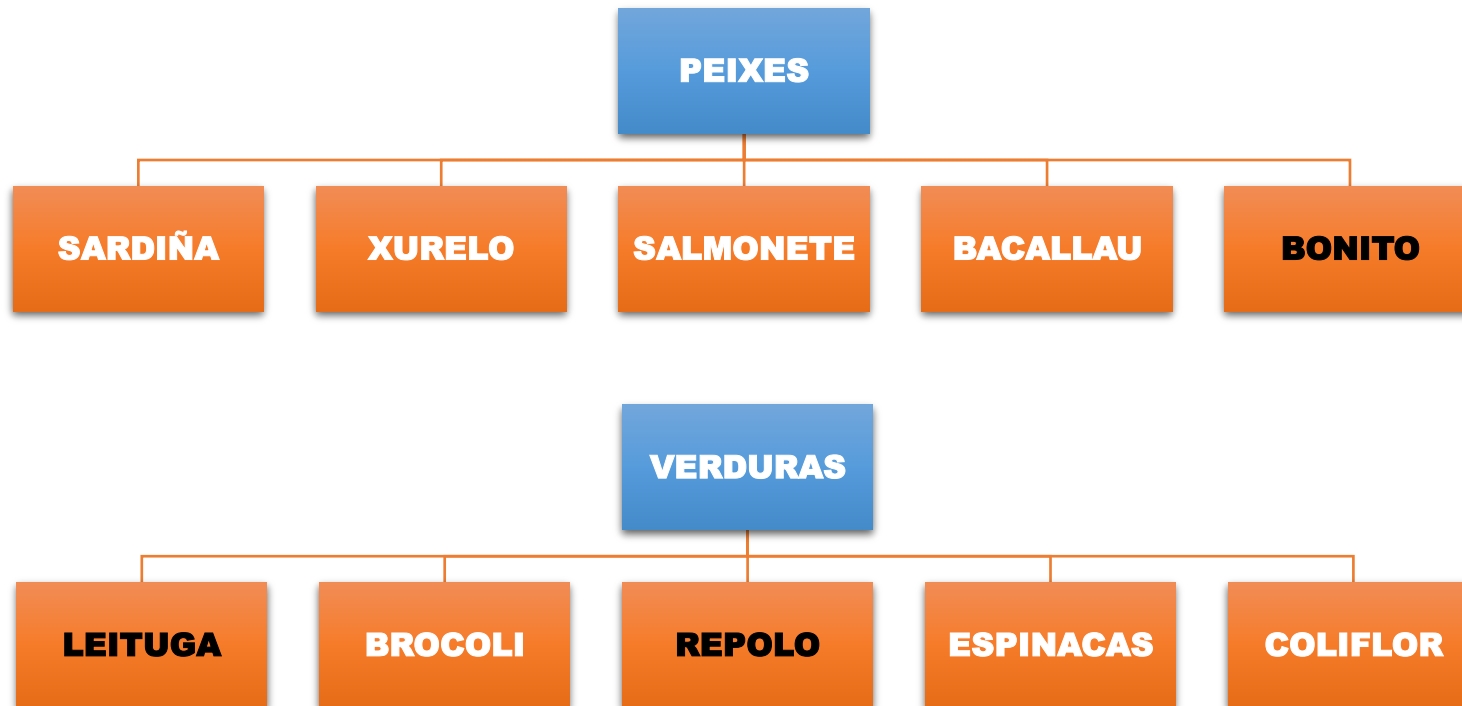 PEIXES
SARDIÑA
XURELO
SALMONETE
BACALLAU
BONITO
VERDURAS
LEITUGA
BROCOLI
REPOLO
ESPINACAS
COLIFLOR